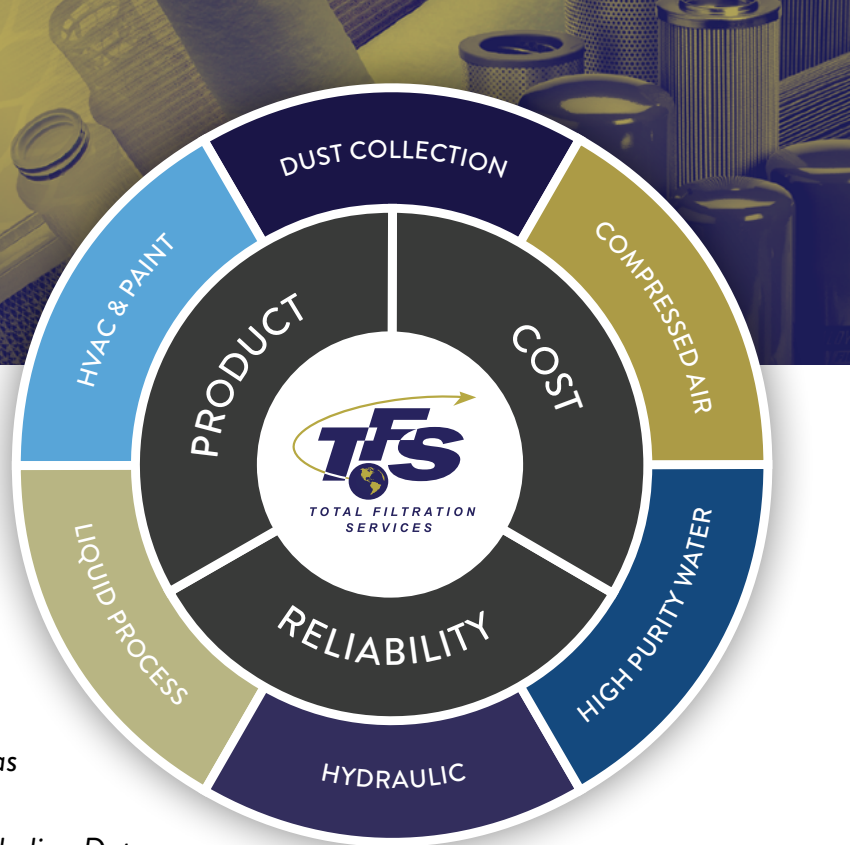 DUST COLLECTION
COMPRESSED AIR
HIGH PURITY WATER
HYDRAULIC
LIQUID PROCESS
HVAC & PAINT
PRODUCT
COST
RELIABILITY
TFS
TOTAL FILTRATION
SERVICES